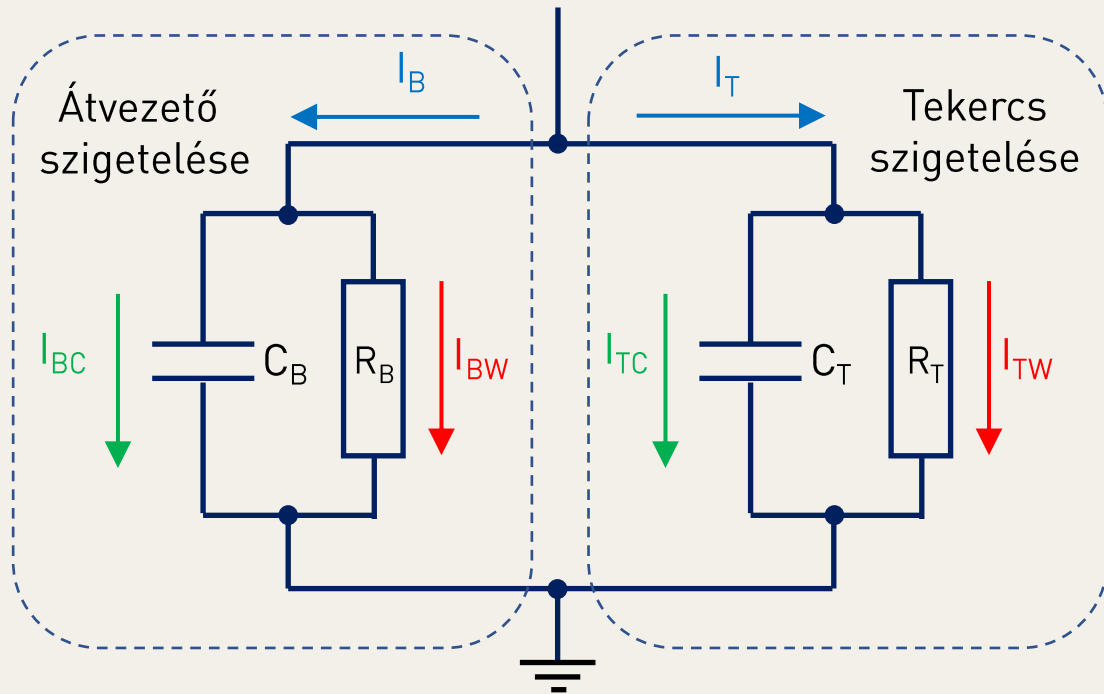 Átvezető
szigetelése
I_B
I_T
Tekercs
szigetelése
I_BC
C_B
R_B
I_BW
I_TC
C_T
R_T
I_TW